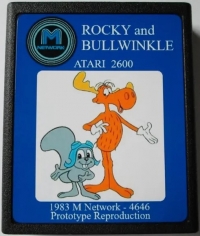 M
NETWORK
ROCKY and
BULLWINKLE
ATARI 2600
1983 M Network - 4646
Prototype Reproduction